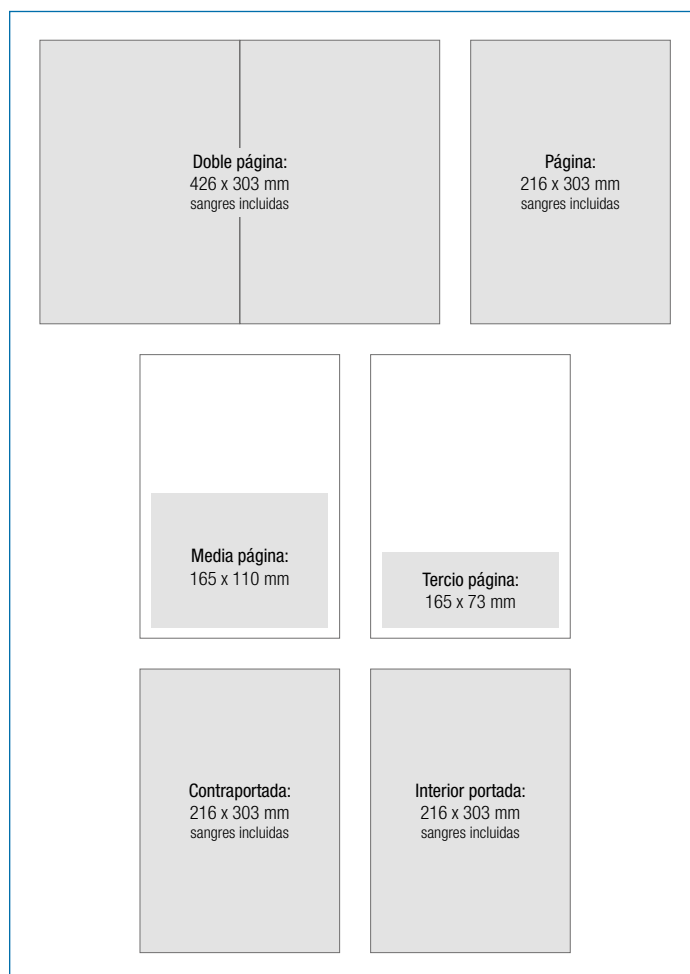 Doble página:
426 x 303 mm
sangres incluidas
Página:
216 x 303 mm
sangres incluidas
Media página:
165 x 110 mm
Tercio página:
165 x 73 mm
Contraportada:
216 x 303 mm
sangres incluidas
Interior portada:
216 x 303 mm
sangres incluidas